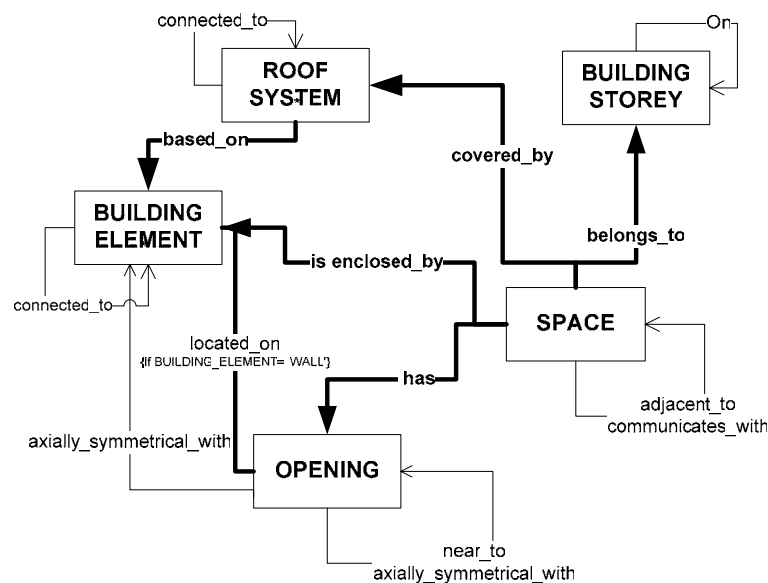 connected_to
On
ROOF
SYSTEM
BUILDING
STOREY
based_on
covered_by
BUILDING
ELEMENT
belongs_to
is enclosed_by
connected_to
SPACE
located_on
{If BUILDING_ELEMENT= 'WALL'}
has
adjacent_to
communicates_with
axially_symmetrical_with
OPENING
near_to
axially_symmetrical_with